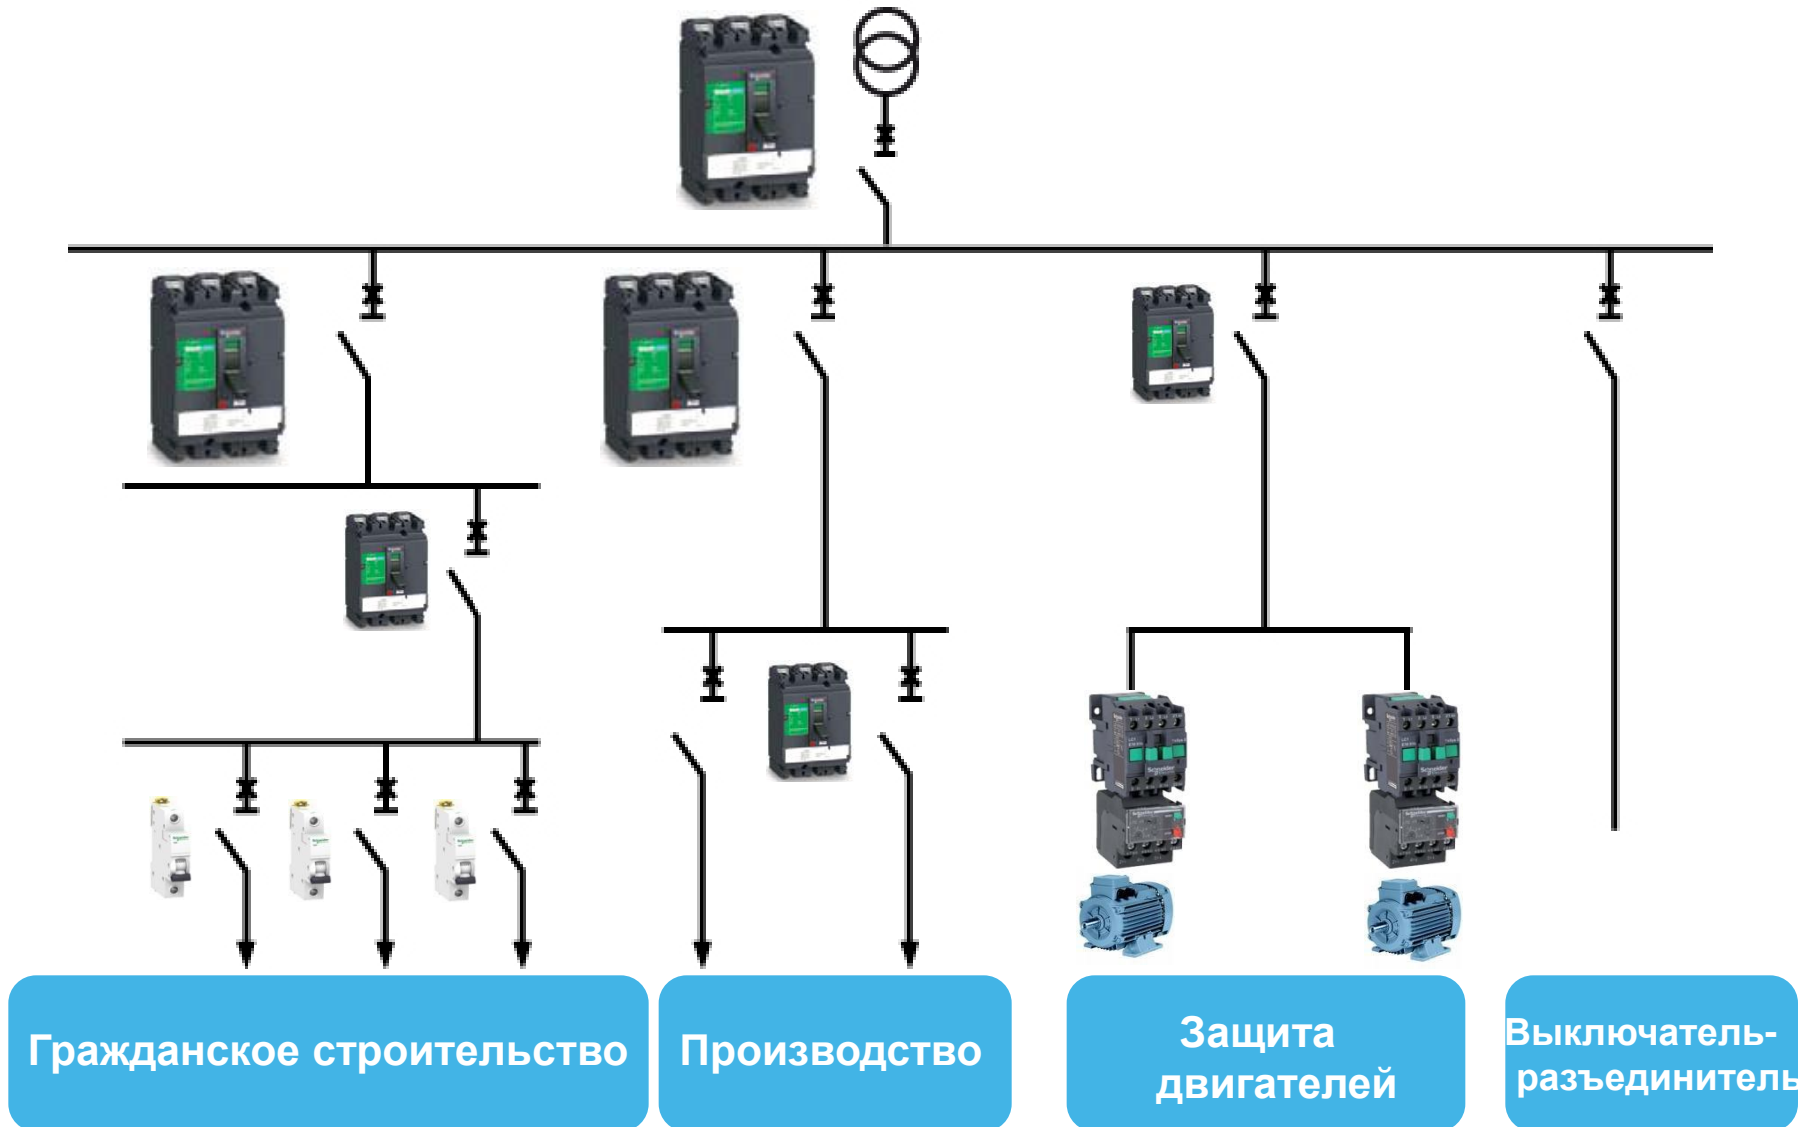 Гражданское строительство
Производство
Защита
двигателей
Выключатель-
разъединитель